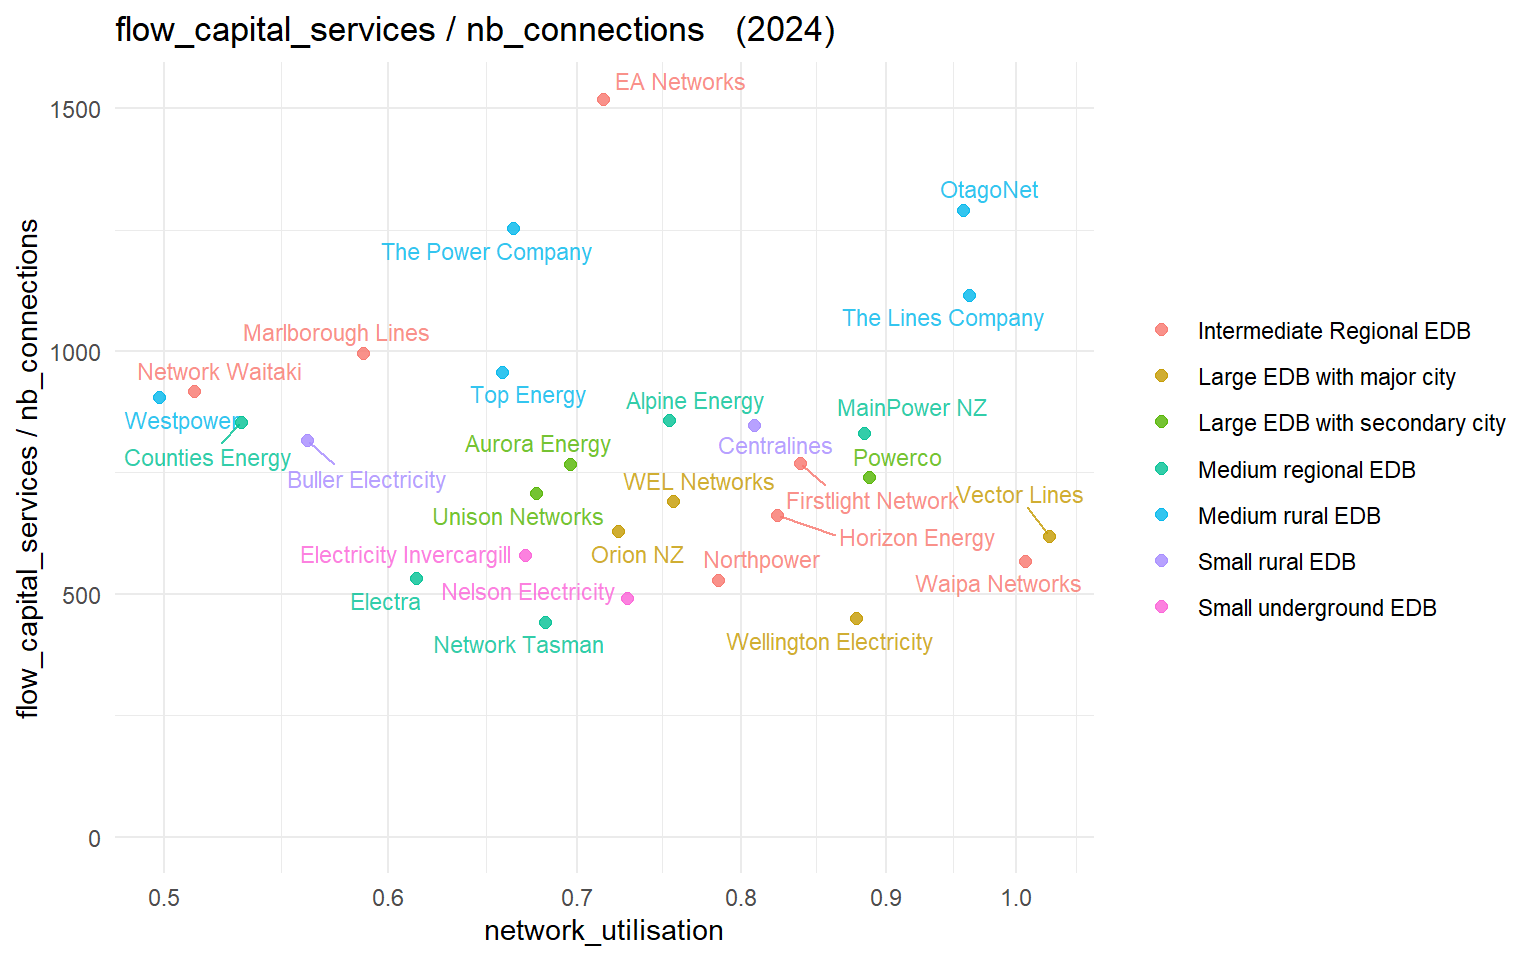 flow_capital_services / nb_connections (2024)
flow_capital_services / nb_connections
1500
1000
500
0
EA Networks
OtagoNet
The Power Company
The Lines Company
Marlborough Lines
Network Waitaki
Top Energy
Alpine Energy
MainPower NZ
Westpower
Aurora Energy
Centralines
Counties Energy
Powerco
Buller Electricity
WEL Networks
Firstlight Network
Vector Lines
Unison Networks
Horizon Energy
Electricity Invercargill
Orion NZ
Northpower
Waipa Networks
Nelson Electricity
Electra
Network Tasman
Wellington Electricity
0.5
0.6
0.7
0.8
0.9
1.0
network_utilisation
Intermediate Regional EDB
Large EDB with major city
Large EDB with secondary city
Medium regional EDB
Medium rural EDB
Small rural EDB
Small underground EDB